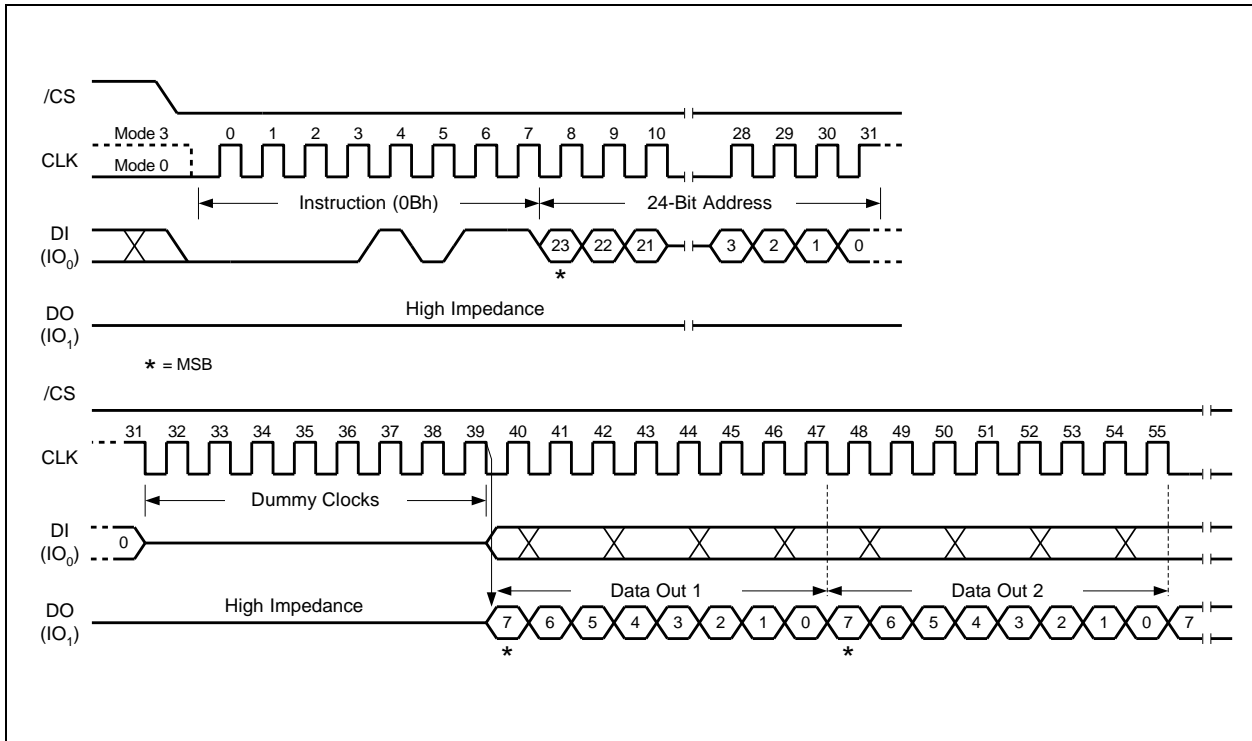 /CS
Mode 3 0 1 2 3 4 5 6 7 8 9 10 28 29 30 31
CLK
Mode 0
Instruction (0Bh) 24-Bit Address
DI
(IO0) 23 22 21 3 2 1 0
*
DO High Impedance
(IO1)
* = MSB
/CS
31 32 33 34 35 36 37 38 39 40 41 42 43 44 45 46 47 48 49 50 51 52 53 54 55
CLK
Dummy Clocks
DI
(IO0) 0
Data Out 1 Data Out 2
DO High Impedance
(IO1) 7 6 5 4 3 2 1 0 7 6 5 4 3 2 1 0 7
* *